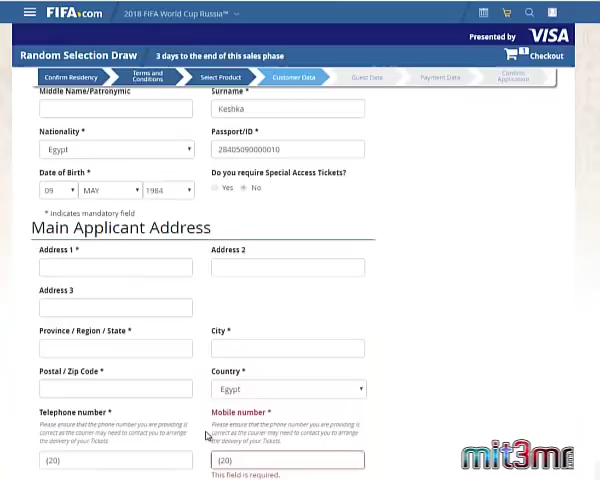 FIFA.com 2018 FIFA World Cup Russia™
Presented by VISA
Random Selection Draw 3 days to the end of this sales phase 1 Checkout
Confirm Residency
Terms and Conditions
Select Product
Customer Data
Guest Data
Payment Data
Confirm Application
Middle Name/Patronymic
Surname *
Keshka
Nationality *
Passport/ID *
Egypt
28405090000010
Date of Birth *
Do you require Special Access Tickets?
09 MAY 1984
Yes No
* Indicates mandatory field
Main Applicant Address
Address 1 *
Address 2
Address 3
Province / Region / State *
City *
Postal / Zip Code *
Country *
Egypt
Telephone number *
Mobile number *
Please ensure that the phone number you are providing is
correct as the courier may need to contact you to arrange
the delivery of your Tickets.
Please ensure that the phone number you are providing is
correct as the courier may need to contact you to arrange
the delivery of your Tickets.
(20)
(20)
This field is required.
mit3mr